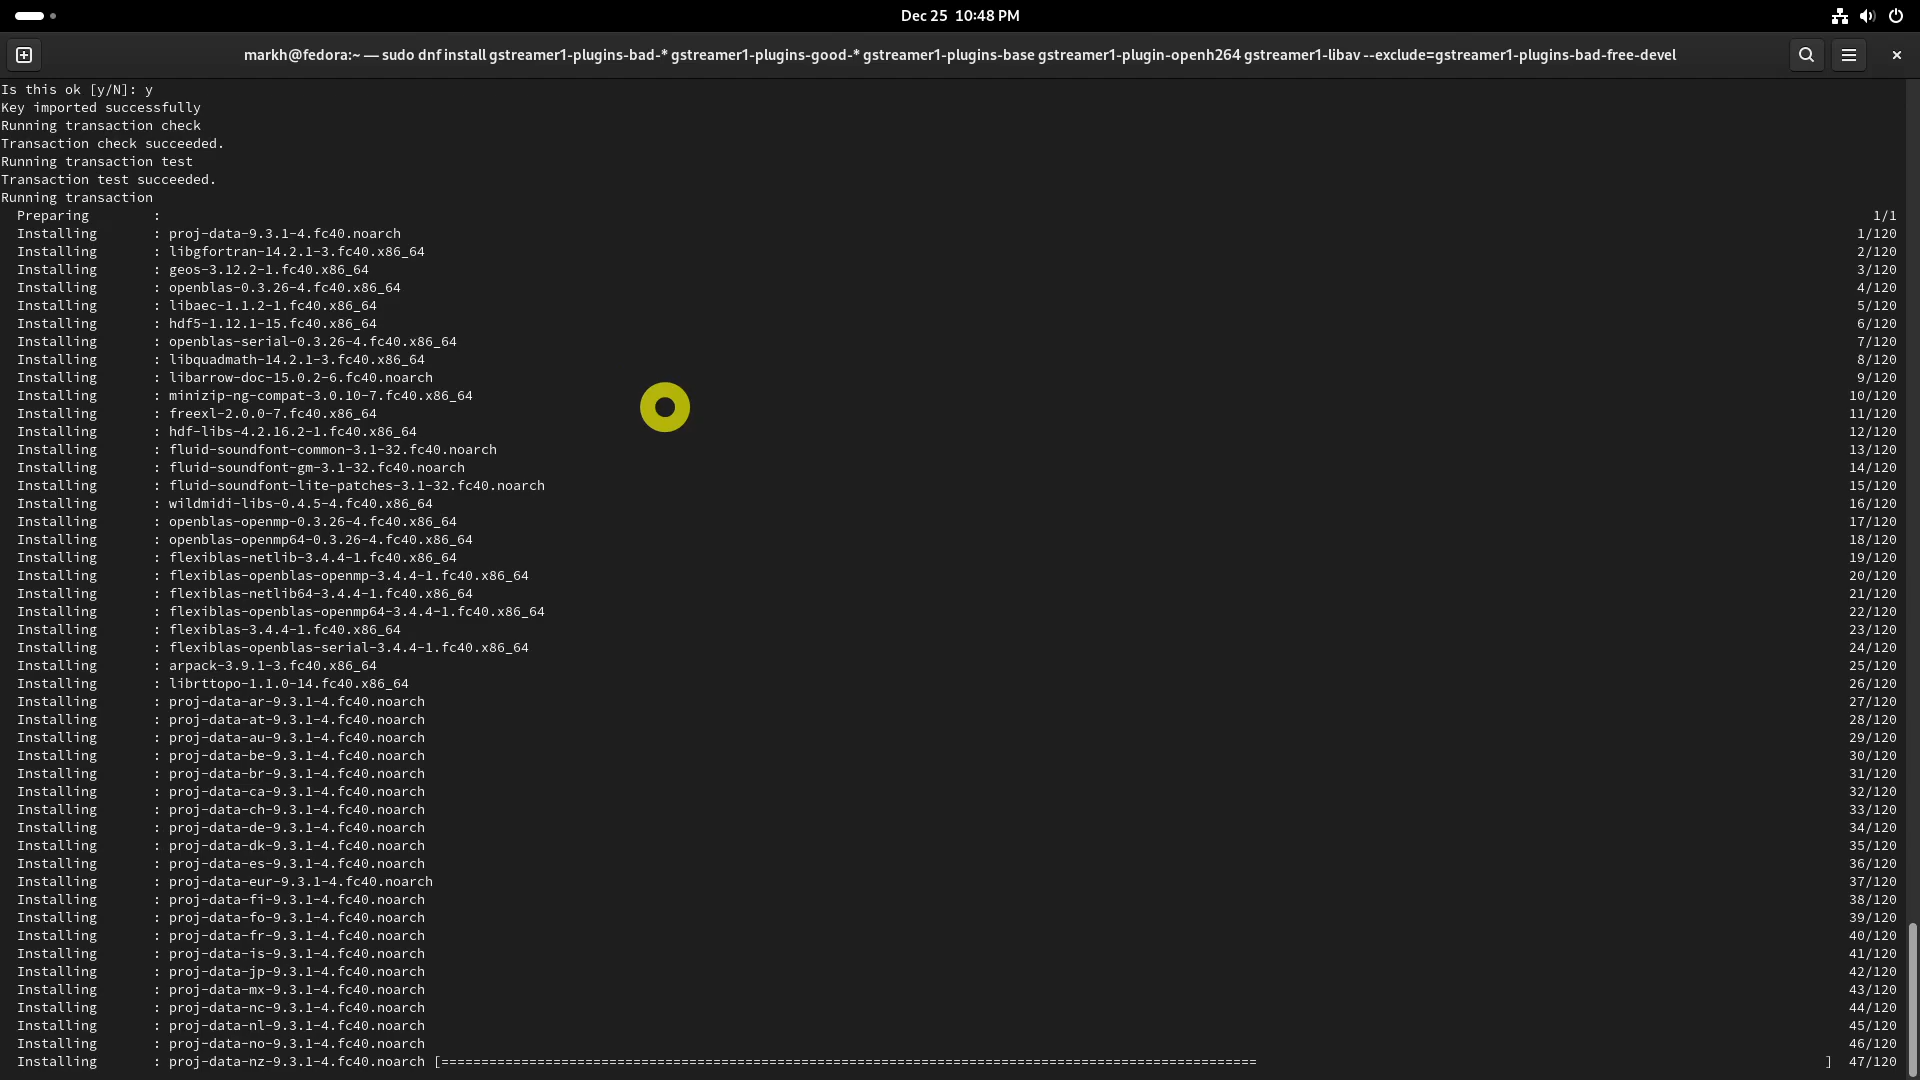 Dec 25 10:48 PM
markh@fedora:~ — sudo dnf install gstreamer1-plugins-bad-* gstreamer1-plugins-good-* gstreamer1-plugins-base gstreamer1-plugin-openh264 gstreamer1-libav --exclude=gstreamer1-plugins-bad-free-devel
Is this ok [y/N]: y
Key imported successfully
Running transaction check
Transaction check succeeded.
Running transaction test
Transaction test succeeded.
Running transaction
Preparing : 1/1
Installing : proj-data-9.3.1-4.fc40.noarch 1/120
Installing : libgfortran-14.2.1-3.fc40.x86_64 2/120
Installing : geos-3.12.2-1.fc40.x86_64 3/120
Installing : openblas-0.3.26-4.fc40.x86_64 4/120
Installing : libaec-1.1.2-1.fc40.x86_64 5/120
Installing : hdf5-1.12.1-15.fc40.x86_64 6/120
Installing : openblas-serial-0.3.26-4.fc40.x86_64 7/120
Installing : libquadmath-14.2.1-3.fc40.x86_64 8/120
Installing : libarrow-doc-15.0.2-6.fc40.noarch 9/120
Installing : minizip-ng-compat-3.0.10-7.fc40.x86_64 10/120
Installing : freexl-2.0.0-7.fc40.x86_64 11/120
Installing : hdf-libs-4.2.16.2-1.fc40.x86_64 12/120
Installing : fluid-soundfont-common-3.1-32.fc40.noarch 13/120
Installing : fluid-soundfont-gm-3.1-32.fc40.noarch 14/120
Installing : fluid-soundfont-lite-patches-3.1-32.fc40.noarch 15/120
Installing : wildmidi-libs-0.4.5-4.fc40.x86_64 16/120
Installing : openblas-openmp-0.3.26-4.fc40.x86_64 17/120
Installing : openblas-openmp64-0.3.26-4.fc40.x86_64 18/120
Installing : flexiblas-netlib-3.4.4-1.fc40.x86_64 19/120
Installing : flexiblas-openblas-openmp-3.4.4-1.fc40.x86_64 20/120
Installing : flexiblas-netlib64-3.4.4-1.fc40.x86_64 21/120
Installing : flexiblas-openblas-openmp64-3.4.4-1.fc40.x86_64 22/120
Installing : flexiblas-3.4.4-1.fc40.x86_64 23/120
Installing : flexiblas-openblas-serial-3.4.4-1.fc40.x86_64 24/120
Installing : arpack-3.9.1-3.fc40.x86_64 25/120
Installing : librttopo-1.1.0-14.fc40.x86_64 26/120
Installing : proj-data-ar-9.3.1-4.fc40.noarch 27/120
Installing : proj-data-at-9.3.1-4.fc40.noarch 28/120
Installing : proj-data-au-9.3.1-4.fc40.noarch 29/120
Installing : proj-data-be-9.3.1-4.fc40.noarch 30/120
Installing : proj-data-br-9.3.1-4.fc40.noarch 31/120
Installing : proj-data-ca-9.3.1-4.fc40.noarch 32/120
Installing : proj-data-ch-9.3.1-4.fc40.noarch 33/120
Installing : proj-data-de-9.3.1-4.fc40.noarch 34/120
Installing : proj-data-dk-9.3.1-4.fc40.noarch 35/120
Installing : proj-data-es-9.3.1-4.fc40.noarch 36/120
Installing : proj-data-eur-9.3.1-4.fc40.noarch 37/120
Installing : proj-data-fi-9.3.1-4.fc40.noarch 38/120
Installing : proj-data-fo-9.3.1-4.fc40.noarch 39/120
Installing : proj-data-fr-9.3.1-4.fc40.noarch 40/120
Installing : proj-data-is-9.3.1-4.fc40.noarch 41/120
Installing : proj-data-jp-9.3.1-4.fc40.noarch 42/120
Installing : proj-data-mx-9.3.1-4.fc40.noarch 43/120
Installing : proj-data-nc-9.3.1-4.fc40.noarch 44/120
Installing : proj-data-nl-9.3.1-4.fc40.noarch 45/120
Installing : proj-data-no-9.3.1-4.fc40.noarch 46/120
Installing : proj-data-nz-9.3.1-4.fc40.noarch [====================================================================================================== ] 47/120